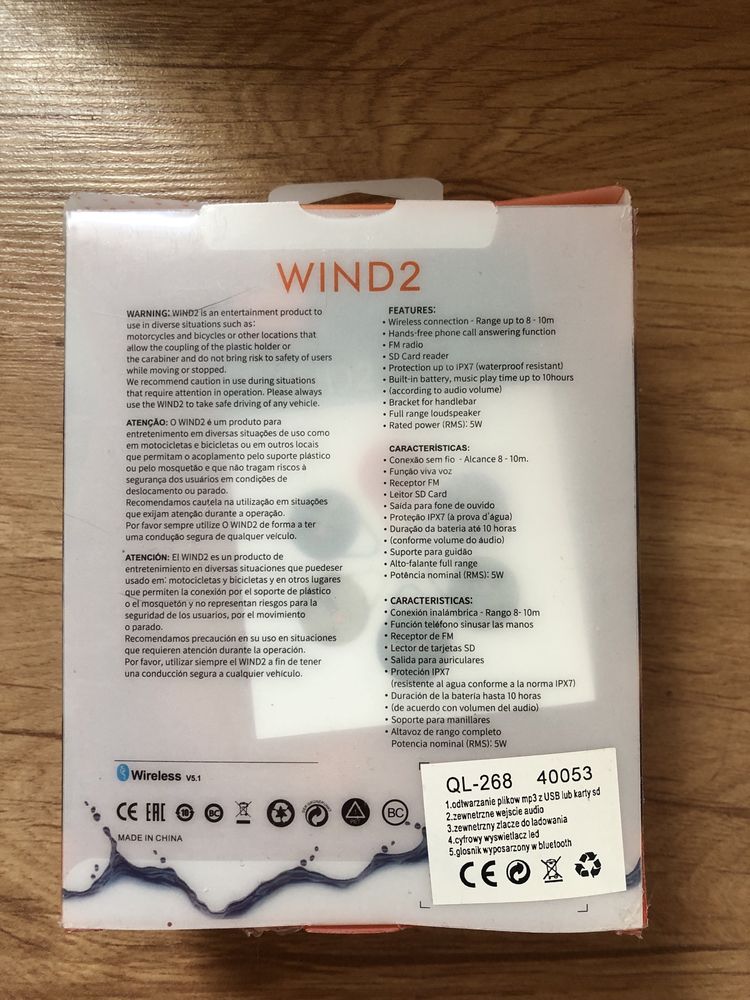 WIND2
WARNING: WIND2 is an entertainment product to
use in diverse situations such as:
motorcycles and bicycles or other locations that
allow the coupling of the plastic holder or
the carabiner and do not bring risk to safety of users
while moving or stopped.
We recommend caution in use during situations
that require attention in operation. Please always
use the WIND2 to take safe driving of any vehicle.
ATENÇÃO: O WIND2 é um produto para
entretenimento em diversas situações de uso como
em motocicletas e bicicletas ou em outros locais
que permitam o acoplamento pelo suporte plástico
ou pelo mosquetão e que não tragam riscos à
segurança dos usuários em condições de
deslocamento ou parado.
Recomendamos cautela na utilização em situações
que exijam atenção durante a operação.
Por favor sempre utilize O WIND2 de forma a ter
uma condução segura de qualquer veículo.
ATENCIÓN: El WIND2 es un producto de
entretenimiento en diversas situaciones que puedeser
usado em: motocicletas y bicicletas y en otros lugares
que permiten la conexión por el soporte de plástico
o el mosquetón y no representan riesgos para la
seguridad de los usuarios, por el movimiento
o parado.
Recomendamos precaución en su uso en situaciones
que requieren atención durante la operación.
Por favor, utilizar siempre el WIND2 a fin de tener
una conducción segura a cualquier vehículo.
FEATURES:
• Wireless connection - Range up to 8 - 10m
• Hands-free phone call answering function
• FM radio
• SD Card reader
• Protection up to IPX7 (waterproof resistant)
• Built-in battery, music play time up to 10hours
• (according to audio volume)
• Bracket for handlebar
• Full range loudspeaker
• Rated power (RMS): 5W
CARACTERÍSTICAS:
• Conexão sem fio - Alcance 8 - 10m.
• Função viva voz
• Receptor FM
• Leitor SD Card
• Saída para fone de ouvido
• Proteção IPX7 (à prova d'água)
• Duração da bateria até 10 horas
• (conforme volume do áudio)
• Suporte para guidão
• Alto-falante full range
• Potência nominal (RMS): 5W
• CARACTERISTICAS:
• Conexión inalámbrica - Rango 8- 10m
• Función teléfono sinusar las manos
• Receptor de FM
• Lector de tarjetas SD
• Salida para auriculares
• Proteción IPX7
(resistente al agua conforme a la norma IPX7)
• Duración de la batería hasta 10 horas
• (de acuerdo con volumen del audio)
• Soporte para manillares
• Altavoz de rango completo
Potencia nominal (RMS): 5W
Wireless V5.1
CE EAC 18 BC BC
MADE IN CHINA
QL-268 40053
1.odtwarzanie plikow mp3 z USB lub karty sd
2.zewnetrzne wejscie audio
3.zewnetrzny zlacze do ladowania
4.cyfrowy wyswietlacz led
5.glosnik wyposarzony w bluetooth
CE